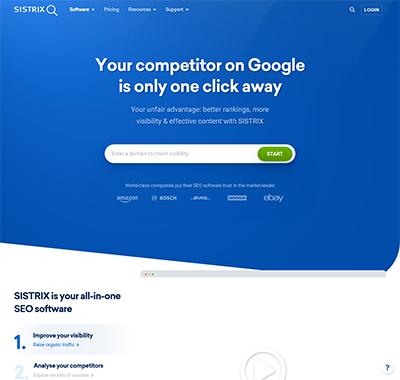 SISTRIX
Software Pricing Resources Support LOGIN
Your competitor on Google
is only one click away
Your unfair advantage: better rankings, more
visibility & effective content with SISTRIX
Enter a domain to check visibility START
World-class companies put their SEO software trust in the market-leader
amazon BOSCH ebay
SISTRIX is your all-in-one
SEO software
1. Improve your visibility
Raise organic traffic >
2. Analyse your competitors
Expose secrets of success >
?